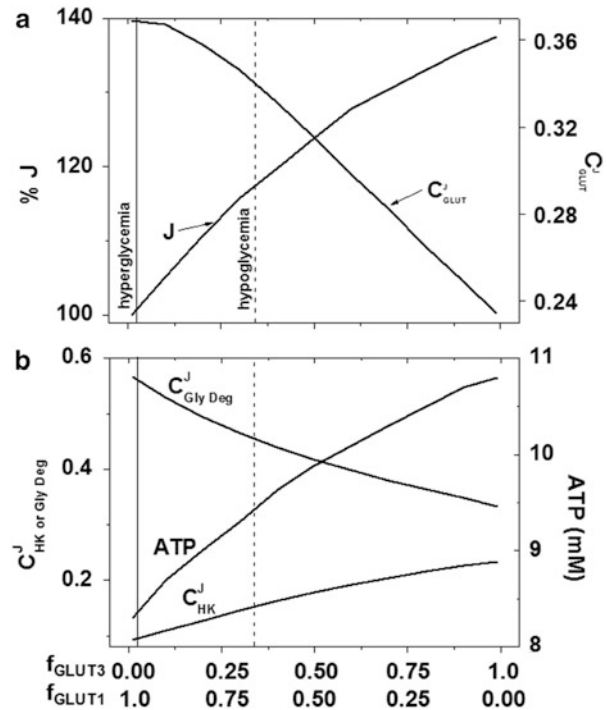 a
140
120
100
% J
hyperglycemia
J
hypoglycemia
C^J_GLUT
0.36
0.32
0.28
0.24
C^J_GLUT
b
0.6
0.4
0.2
C^J_HK or Gly Deg
C^J_Gly Deg
ATP
C^J_HK
11
10
9
8
ATP (mM)
f_GLUT3 0.00 0.25 0.50 0.75 1.0
f_GLUT1 1.0 0.75 0.50 0.25 0.00